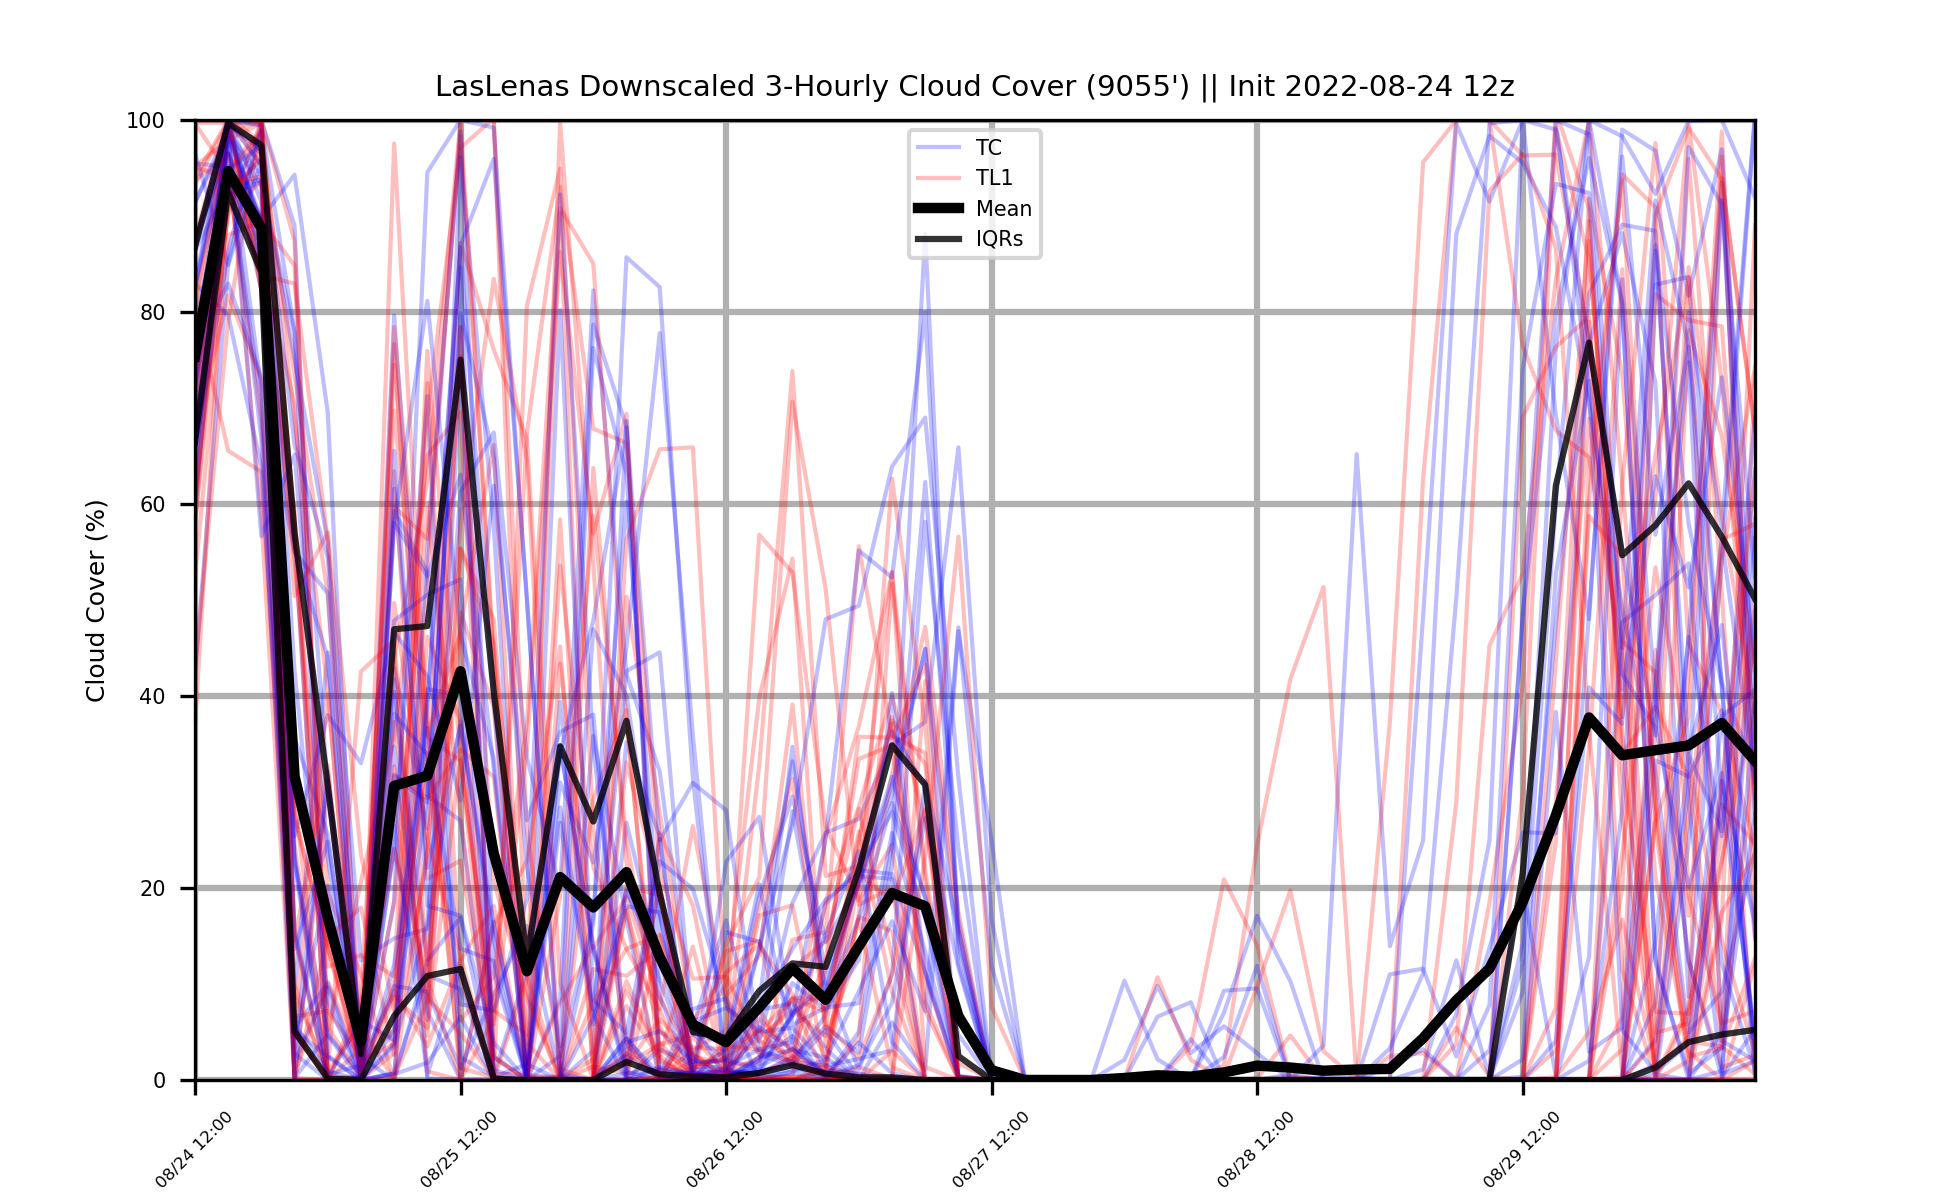 LasLenas Downscaled 3-Hourly Cloud Cover (9055') || Init 2022-08-24 12z
TC
TL1
Mean
IQRs
Cloud Cover (%)
100
80
60
40
20
0
08/24 12:00
08/25 12:00
08/26 12:00
08/27 12:00
08/28 12:00
08/29 12:00